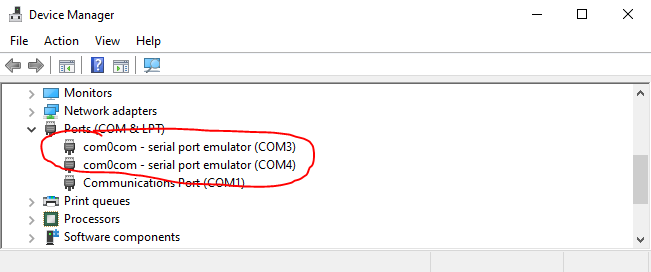 Device Manager
File Action View Help
Monitors
Network adapters
Ports (COM & LPT)
com0com - serial port emulator (COM3)
com0com - serial port emulator (COM4)
Communications Port (COM1)
Print queues
Processors
Software components